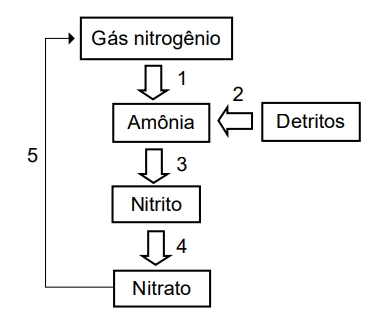 Gás nitrogênio
1
2
Amônia
Detritos
5
3
Nitrito
4
Nitrato